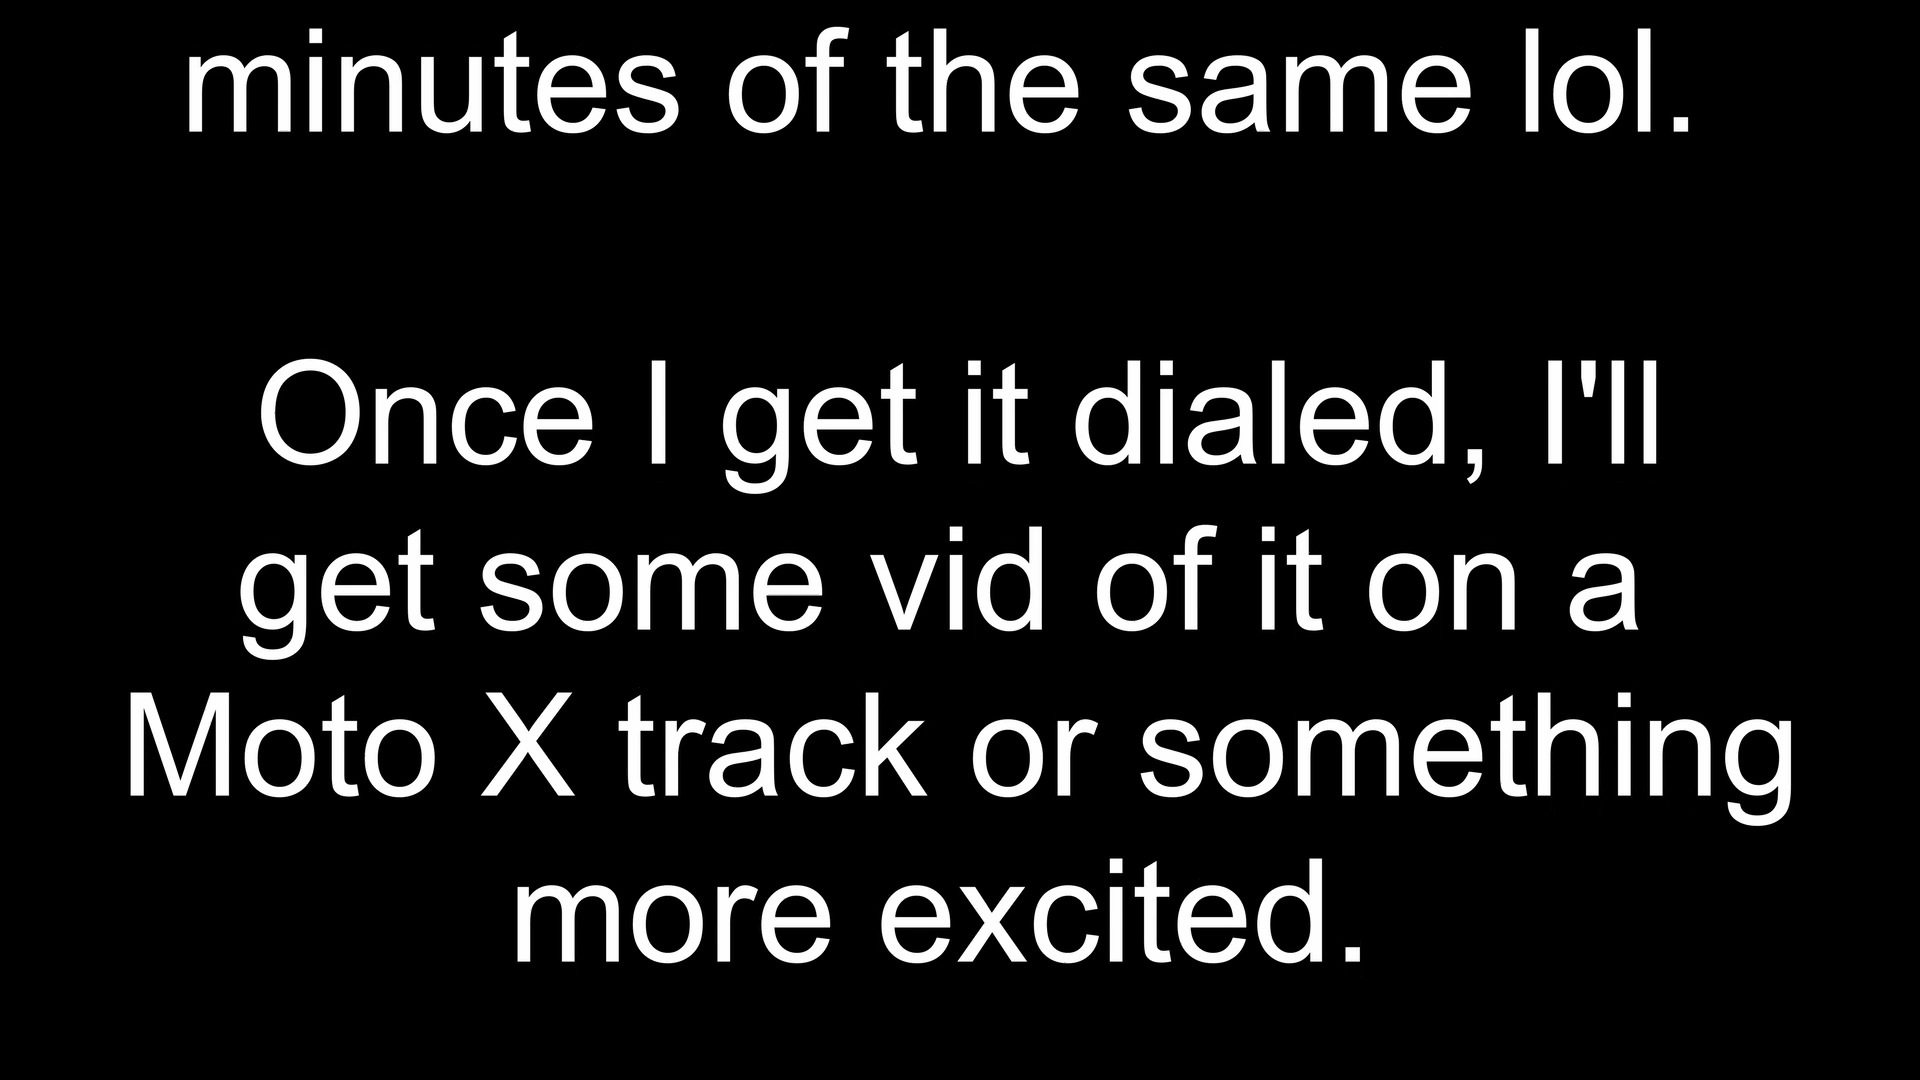 minutes of the same lol.
Once I get it dialed, I'll
get some vid of it on a
Moto X track or something
more excited.